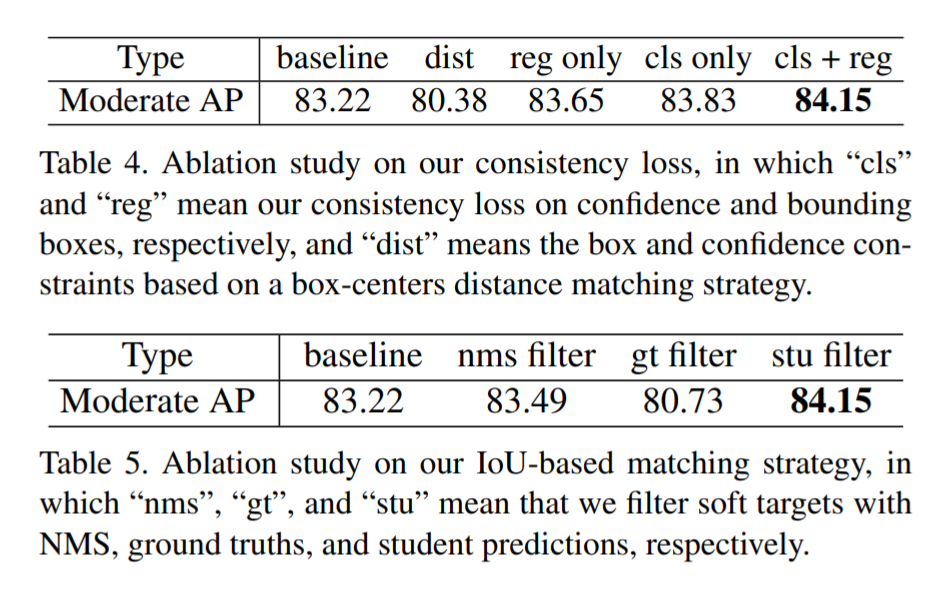 Type baseline dist reg only cls only cls + reg
Moderate AP 83.22 80.38 83.65 83.83 84.15
Table 4. Ablation study on our consistency loss, in which “cls”
and “reg” mean our consistency loss on confidence and bounding
boxes, respectively, and “dist” means the box and confidence con-
straints based on a box-centers distance matching strategy.
Type baseline nms filter gt filter stu filter
Moderate AP 83.22 83.49 80.73 84.15
Table 5. Ablation study on our IoU-based matching strategy, in
which “nms”, “gt”, and “stu” mean that we filter soft targets with
NMS, ground truths, and student predictions, respectively.